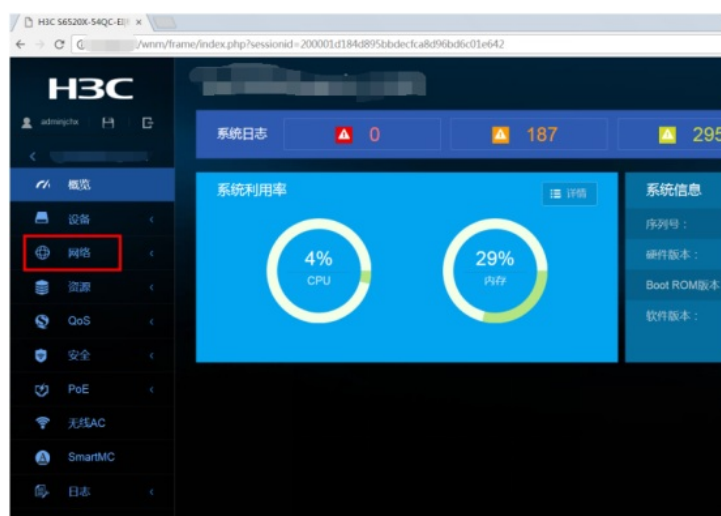 H3C S6520X-54QC-EI
/wnm/frame/index.php?sessionid=200001d184d895bbdecfca8d96bd6c01e642
H3C
系统日志 0 187 295
概览
系统利用率 详情 系统信息
设备
序列号：
网络
4% 29%
硬件版本：
CPU 内存
资源
Boot ROM版本
QoS
软件版本：
安全
PoE
无线AC
SmartMC
日志